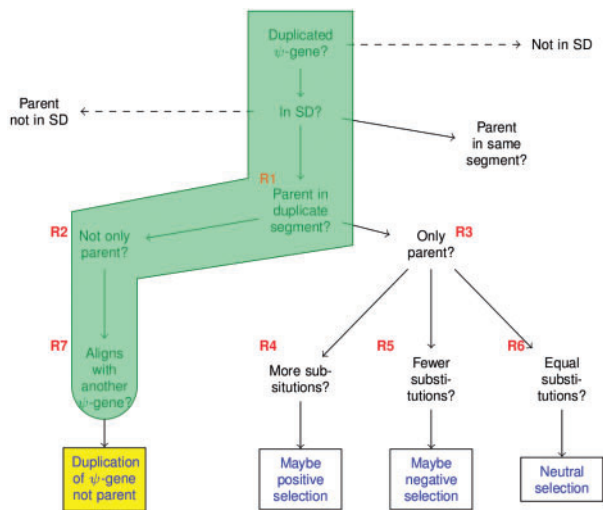 Duplicated
ψ-gene?
Not in SD
Parent
not in SD
In SD?
Parent
in same
segment?
R1
Parent in
duplicate
segment?
R2
Not only
parent?
Only
parent?
R3
R7
Aligns
with
another
ψ-gene?
R4
More sub-
situtions?
R5
Fewer
substi-
tutions?
R6
Equal
substi-
tutions?
Duplication
of ψ-gene
not parent
Maybe
positive
selection
Maybe
negative
selection
Neutral
selection